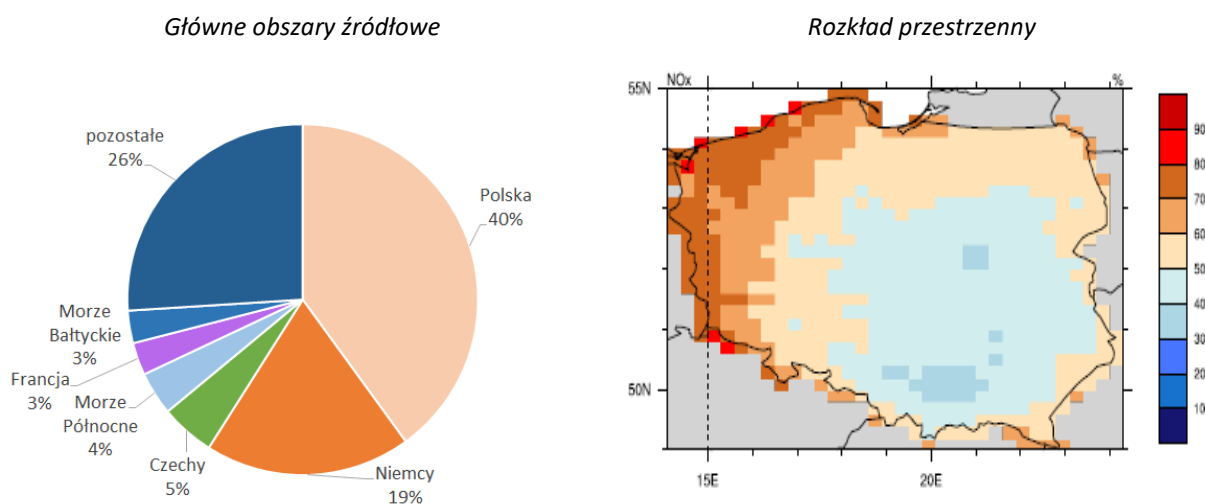 Główne obszary źródłowe
pozostałe
26%
Polska
40%
Morze
Bałtyckie
3%
Francja
3%
Morze
Północne
4%
Czechy
5%
Niemcy
19%
Rozkład przestrzenny
NOx
%
55N
50N
15E
20E
90
80
70
60
50
40
30
20
10